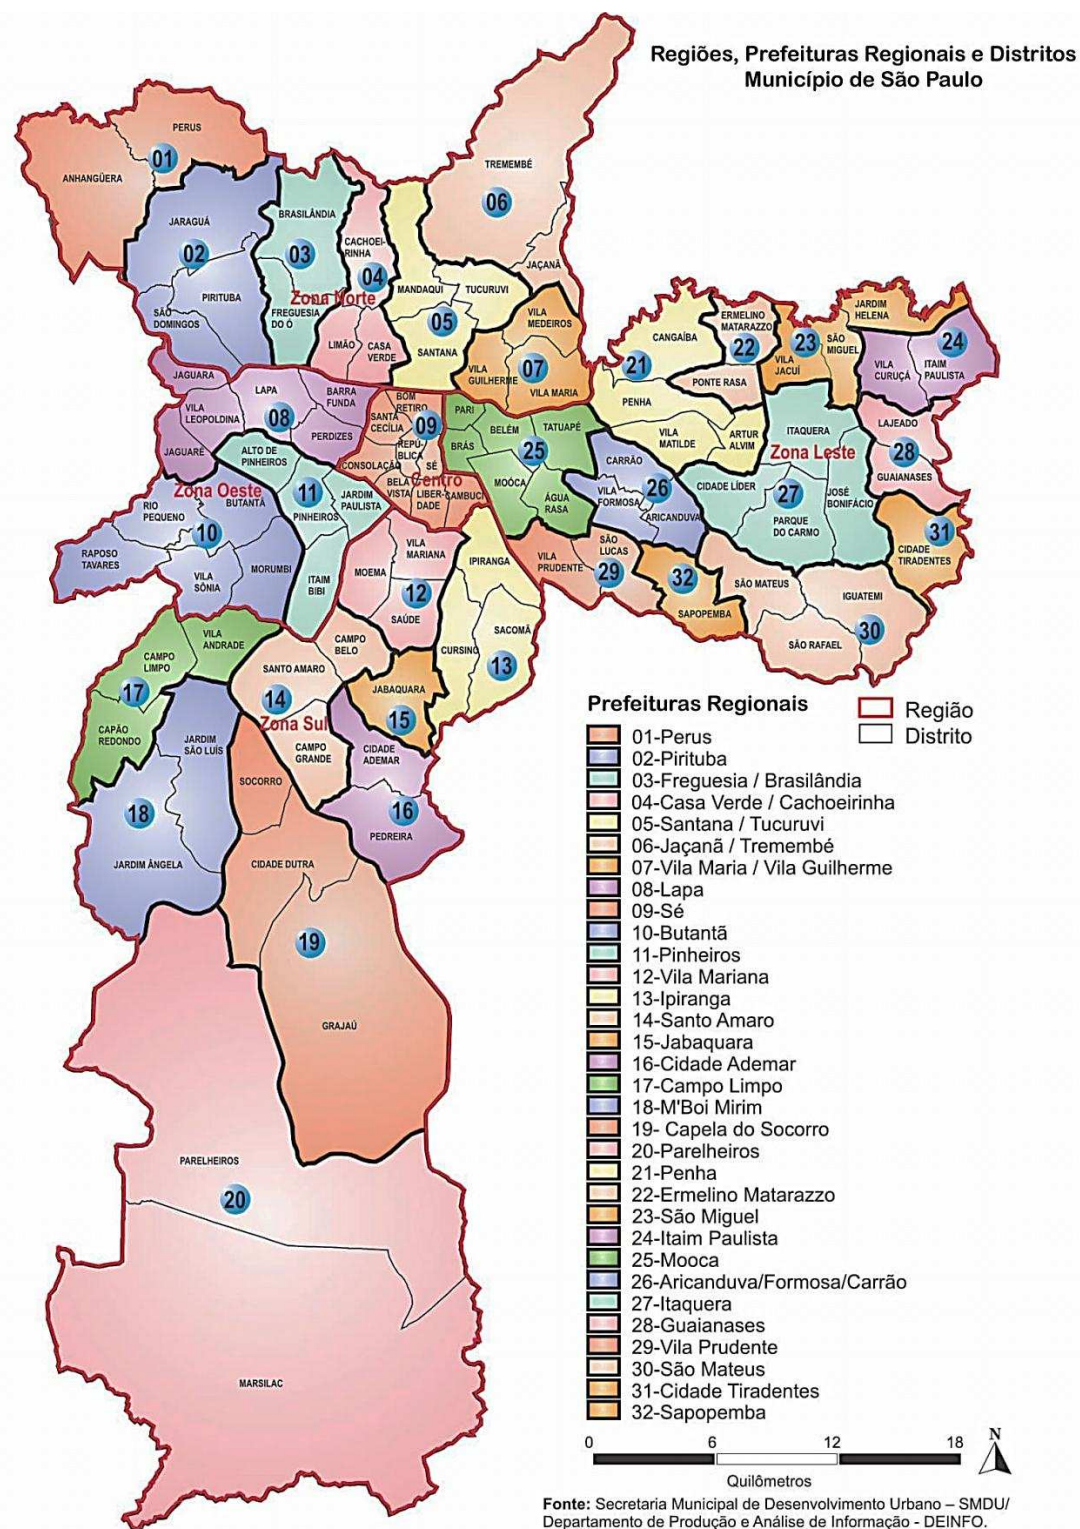 Regiões, Prefeituras Regionais e Distritos
Município de São Paulo
PERUS
01
ANHANGÜERA
TREMEMBÉ
06
JARAGUÁ
BRASILÂNDIA
02
03
CACHOEI-
RINHA
04
JAÇANÃ
PIRITUBA
Zona Norte
MANDAQUI
TUCURUVI
SÃO
DOMINGOS
FREGUESIA
DO Ó
05
VILA
MEDEIROS
LIMÃO
CASA
VERDE
SANTANA
VILA
GUILHERME
07
VILA MARIA
CANGAÍBA
21
ERMELINO
MATARAZZO
22
PONTE RASA
23
VILA
JACUÍ
SÃO
MIGUEL
JARDIM
HELENA
24
VILA
CURUÇÁ
ITAIM
PAULISTA
JAGUARA
LAPA
BARRA
FUNDA
VILA
LEOPOLDINA
08
PERDIZES
JAGUARÉ
BOM
RETIRO
SANTA
CECÍLIA
09
REPÚ-
BLICA
CONSOLAÇÃO
SÉ
Centro
BELA
VISTA
LIBER-
DADE
CAMBUCI
PARI
BRÁS
BELÉM
TATUAPÉ
25
MOÓCA
ÁGUA
RASA
PENHA
VILA
MATILDE
ARTUR
ALVIM
ITAQUERA
Zona Leste
LAJEADO
28
GUAIANASES
CARRÃO
VILA
FORMOSA
26
ARICANDUVA
CIDADE LÍDER
27
PARQUE
DO CARMO
JOSÉ
BONIFÁCIO
31
CIDADE
TIRADENTES
ALTO DE
PINHEIROS
11
PINHEIROS
JARDIM
PAULISTA
ITAIM
BIBI
Zona Oeste
BUTANTÃ
RIO
PEQUENO
10
RAPOSO
TAVARES
VILA
SÔNIA
MORUMBI
VILA
MARIANA
MOEMA
12
SAÚDE
IPIRANGA
SACOMÃ
CURSINO
13
VILA
PRUDENTE
SÃO
LUCAS
29
32
SAPOPEMBA
SÃO MATEUS
IGUATEMI
SÃO RAFAEL
30
VILA
ANDRADE
CAMPO
LIMPO
17
CAPÃO
REDONDO
CAMPO
BELO
SANTO AMARO
14
Zona Sul
CAMPO
GRANDE
JABAQUARA
15
CIDADE
ADEMAR
16
PEDREIRA
JARDIM
SÃO LUÍS
18
JARDIM ÂNGELA
SOCORRO
CIDADE DUTRA
19
GRAJAÚ
PARELHEIROS
20
MARSILAC
Prefeituras Regionais
01-Perus
02-Pirituba
03-Freguesia / Brasilândia
04-Casa Verde / Cachoeirinha
05-Santana / Tucuruvi
06-Jaçanã / Tremembé
07-Vila Maria / Vila Guilherme
08-Lapa
09-Sé
10-Butantã
11-Pinheiros
12-Vila Mariana
13-Ipiranga
14-Santo Amaro
15-Jabaquara
16-Cidade Ademar
17-Campo Limpo
18-M'Boi Mirim
19- Capela do Socorro
20-Parelheiros
21-Penha
22-Ermelino Matarazzo
23-São Miguel
24-Itaim Paulista
25-Mooca
26-Aricanduva/Formosa/Carrão
27-Itaquera
28-Guaianases
29-Vila Prudente
30-São Mateus
31-Cidade Tiradentes
32-Sapopemba
Região
Distrito
0 6 12 18
Quilômetros
N
Fonte: Secretaria Municipal de Desenvolvimento Urbano – SMDU/
Departamento de Produção e Análise de Informação - DEINFO.